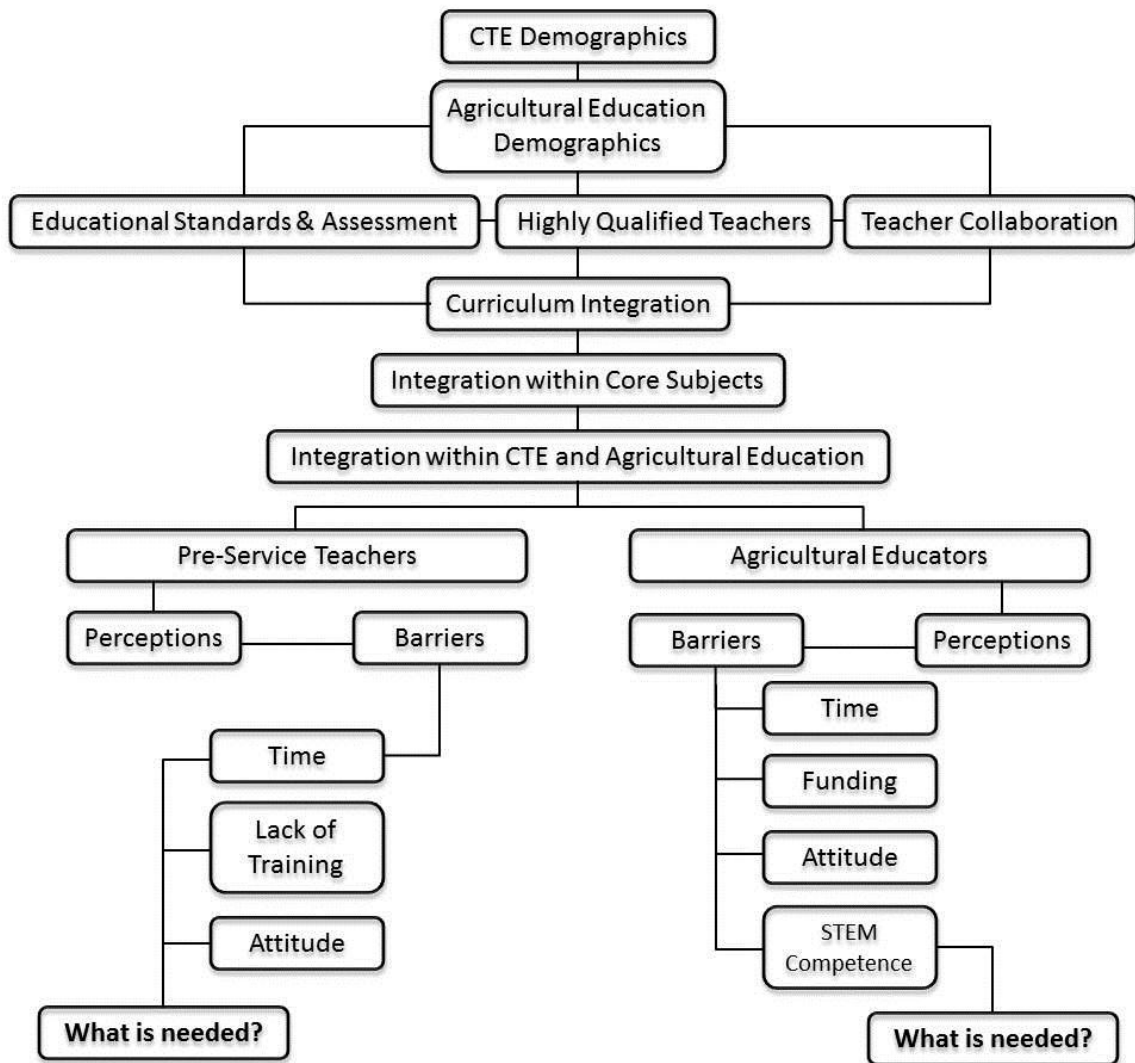 CTE Demographics
Agricultural Education
Demographics
Educational Standards & Assessment
Highly Qualified Teachers
Teacher Collaboration
Curriculum Integration
Integration within Core Subjects
Integration within CTE and Agricultural Education
Pre-Service Teachers
Agricultural Educators
Perceptions
Barriers
Barriers
Perceptions
Time
Lack of
Training
Attitude
What is needed?
Time
Funding
Attitude
STEM
Competence
What is needed?